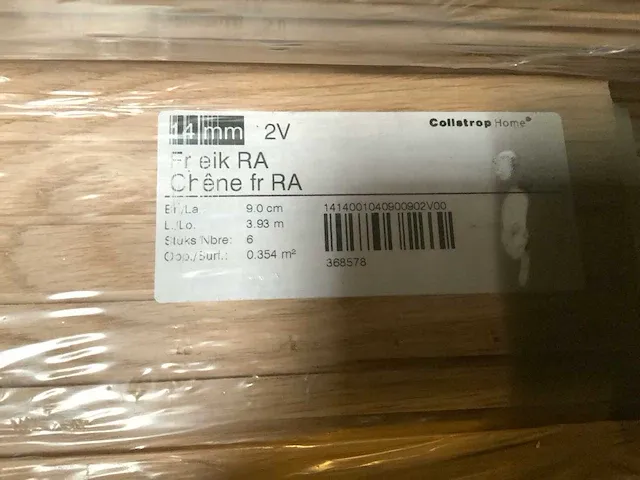 14 mm 2V
Collstrop Home®
Fr eik RA
Chêne fr RA
Br/La 9.0 cm
L/Lo. 3.93 m
Stuks/Nbre: 6
Opp./Surf.: 0.354 m²
1414001040900902V00
368578